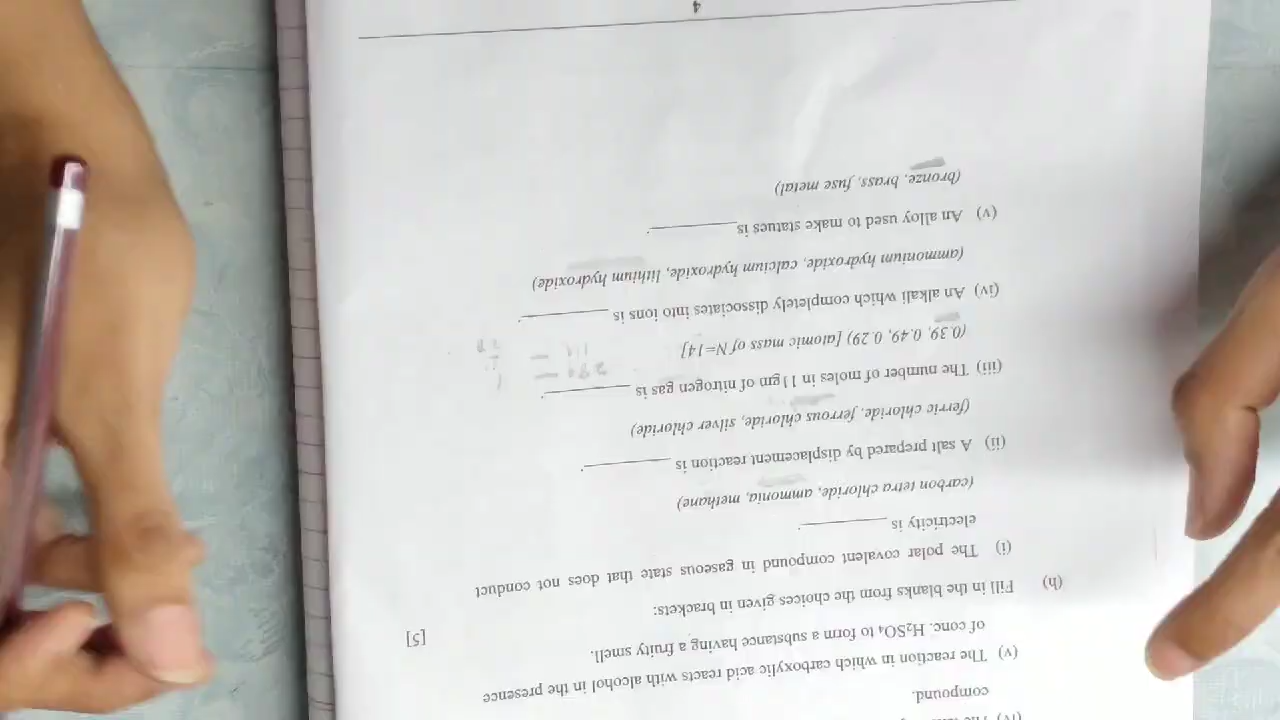 compound.
(v) The reaction in which carboxylic acid reacts with alcohol in the presence
of conc. H₂SO₄ to form a substance having a fruity smell.
(h) Fill in the blanks from the choices given in brackets: [5]
(i) The polar covalent compound in gaseous state that does not conduct
electricity is ________.
(carbon tetra chloride, ammonia, methane)
(ii) A salt prepared by displacement reaction is ________.
(ferric chloride, ferrous chloride, silver chloride)
(iii) The number of moles in 11gm of nitrogen gas is ________.
(0.39, 0.49, 0.29) [atomic mass of N=14]
(iv) An alkali which completely dissociates into ions is ________.
(ammonium hydroxide, calcium hydroxide, lithium hydroxide)
(v) An alloy used to make statues is ________.
(bronze, brass, fuse metal)
4